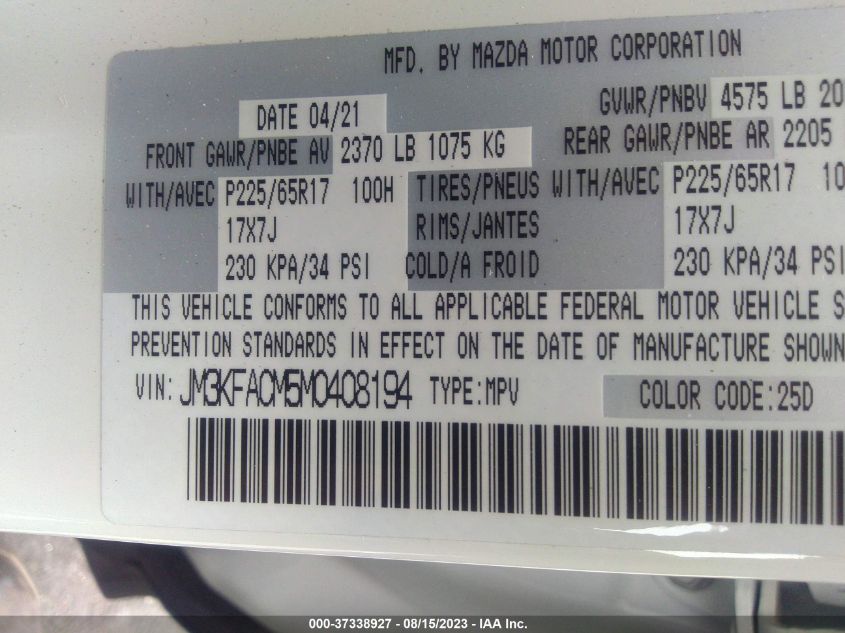 MFD. BY MAZDA MOTOR CORPORATION
DATE 04/21 GVWR/PNBV 4575 LB 20
FRONT GAWR/PNBE AV 2370 LB 1075 KG REAR GAWR/PNBE AR 2205
WITH/AVEC P225/65R17 100H TIRES/PNEUS WITH/AVEC P225/65R17 10
17X7J RIMS/JANTES 17X7J
230 KPA/34 PSI COLD/A FROID 230 KPA/34 PSI
THIS VEHICLE CONFORMS TO ALL APPLICABLE FEDERAL MOTOR VEHICLE S
PREVENTION STANDARDS IN EFFECT ON THE DATE OF MANUFACTURE SHOWN
VIN: JM3KFACM5M0408194 TYPE:MPV COLOR CODE:25D
000-37338927 - 08/15/2023 - IAA Inc.